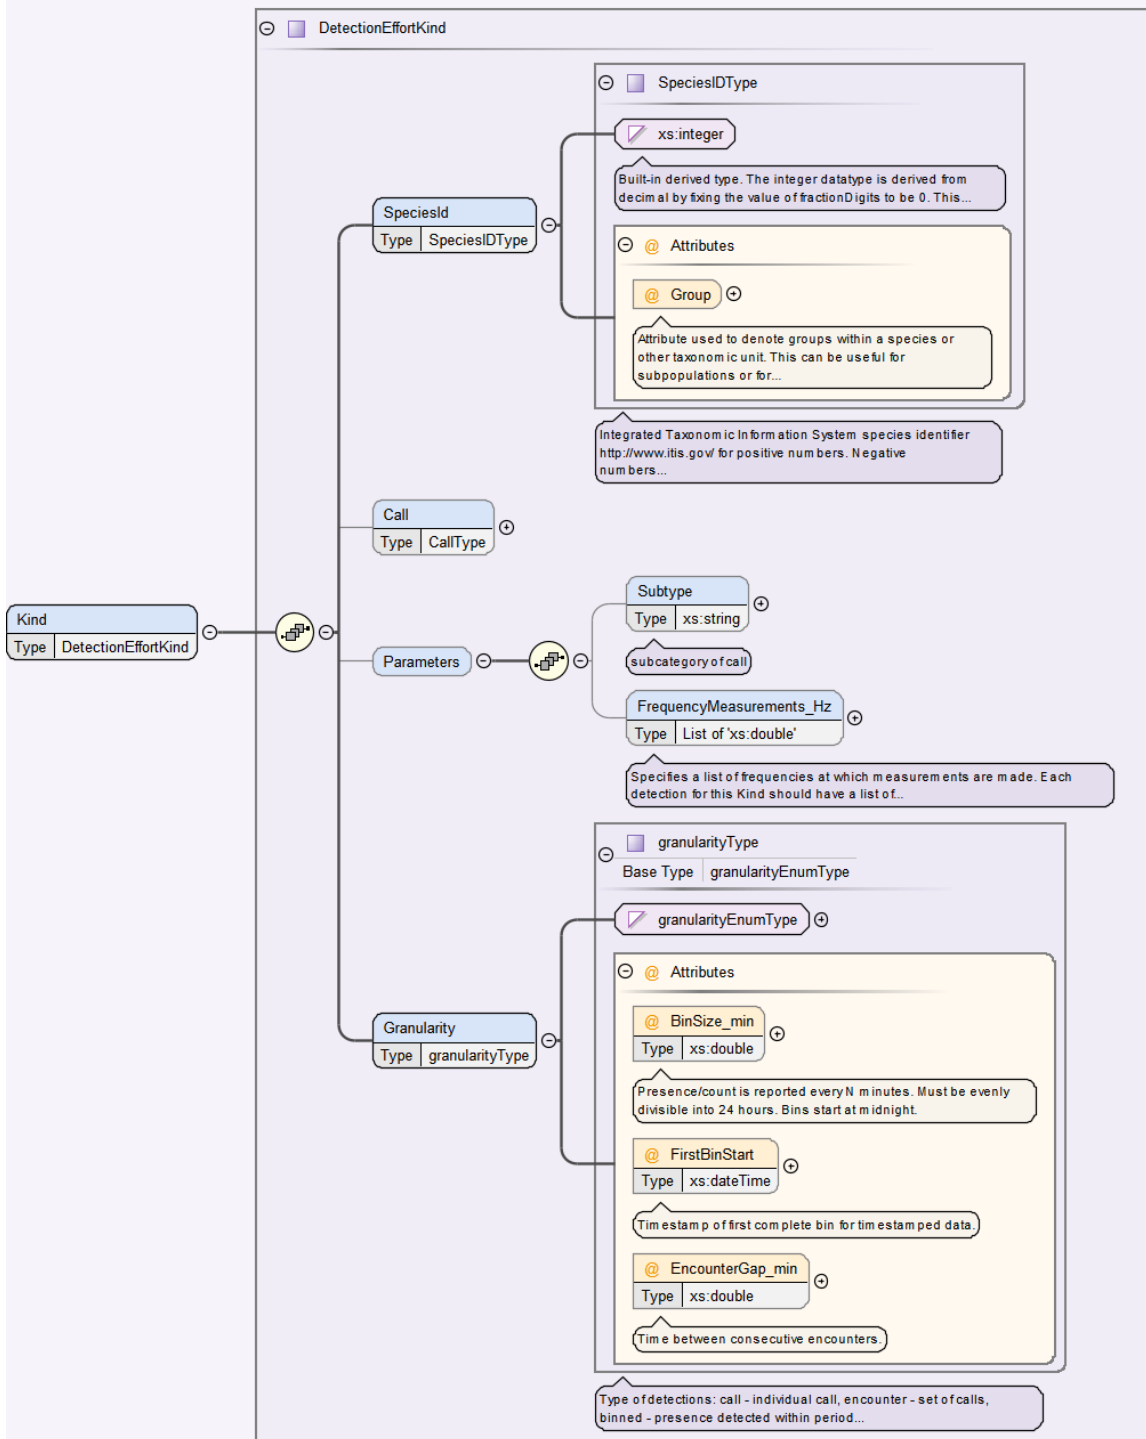 DetectionEffortKind
SpeciesIDType
xs:integer
Built-in derived type. The integer datatype is derived from
decimal by fixing the value of fractionDigits to be 0. This...
SpeciesId
Type SpeciesIDType
@ Attributes
@ Group
Attribute used to denote groups within a species or
other taxonomic unit. This can be useful for
subpopulations or for...
Integrated Taxonomic Information System species identifier
http://www.itis.gov/ for positive numbers. Negative
numbers...
Call
Type CallType
Kind
Type DetectionEffortKind
Parameters
Subtype
Type xs:string
subcategory of call
FrequencyMeasurements_Hz
Type List of 'xs:double'
Specifies a list of frequencies at which measurements are made. Each
detection for this Kind should have a list of...
granularityType
Base Type granularityEnumType
granularityEnumType
@ Attributes
@ BinSize_min
Type xs:double
Granularity
Type granularityType
Presence/count is reported every N minutes. Must be evenly
divisible into 24 hours. Bins start at midnight.
@ FirstBinStart
Type xs:dateTime
Timestamp of first complete bin for timestamped data.
@ EncounterGap_min
Type xs:double
Time between consecutive encounters.
Type of detections: call - individual call, encounter - set of calls,
binned - presence detected within period...